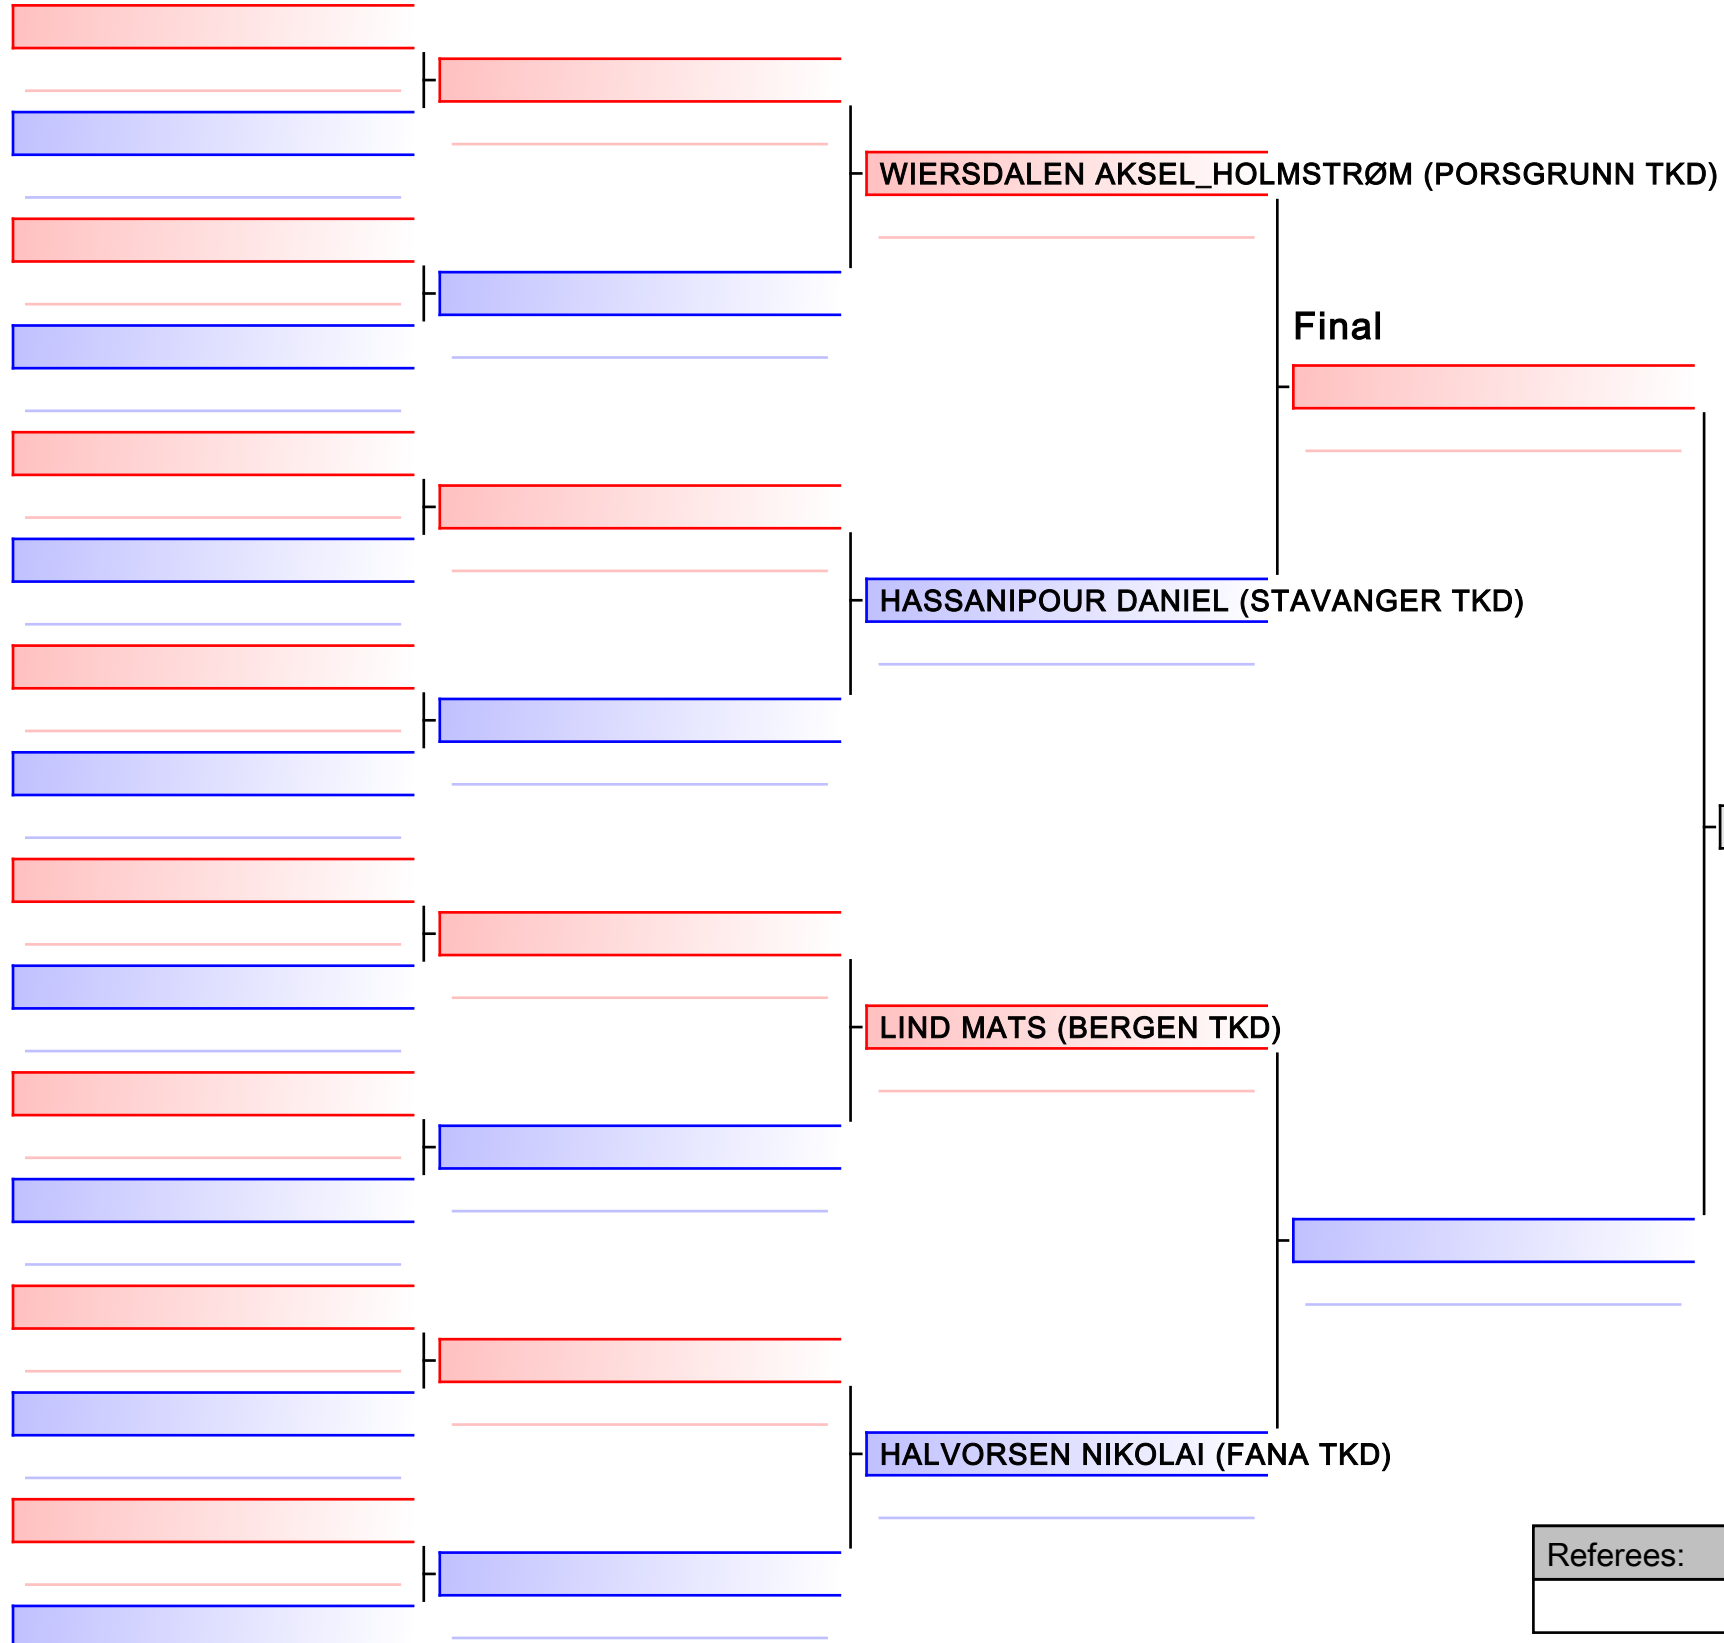 WIERSDALEN AKSEL_HOLMSTRØM (PORSGRUNN TKD)
Final
HASSANIPOUR DANIEL (STAVANGER TKD)
LIND MATS (BERGEN TKD)
HALVORSEN NIKOLAI (FANA TKD)
Referees: